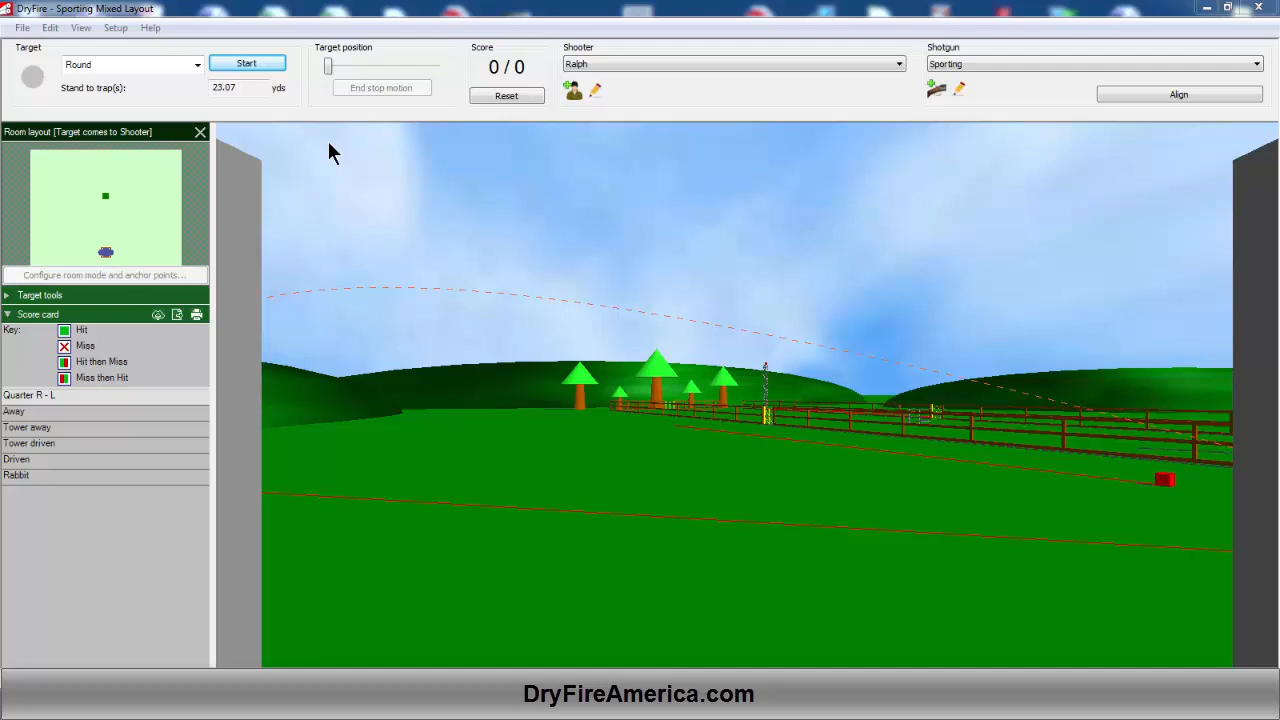 DryFire - Sporting Mixed Layout
File Edit View Setup Help
Target
Round
Start
Stand to trap(s):
23.07
yds
Target position
End stop motion
Score
0 / 0
Reset
Shooter
Ralph
Shotgun
Sporting
Align
Room layout [Target comes to Shooter]
Configure room mode and anchor points...
Target tools
Score card
Key:
Hit
Miss
Hit then Miss
Miss then Hit
Quarter R - L
Away
Tower away
Tower driven
Driven
Rabbit
DryFireAmerica.com